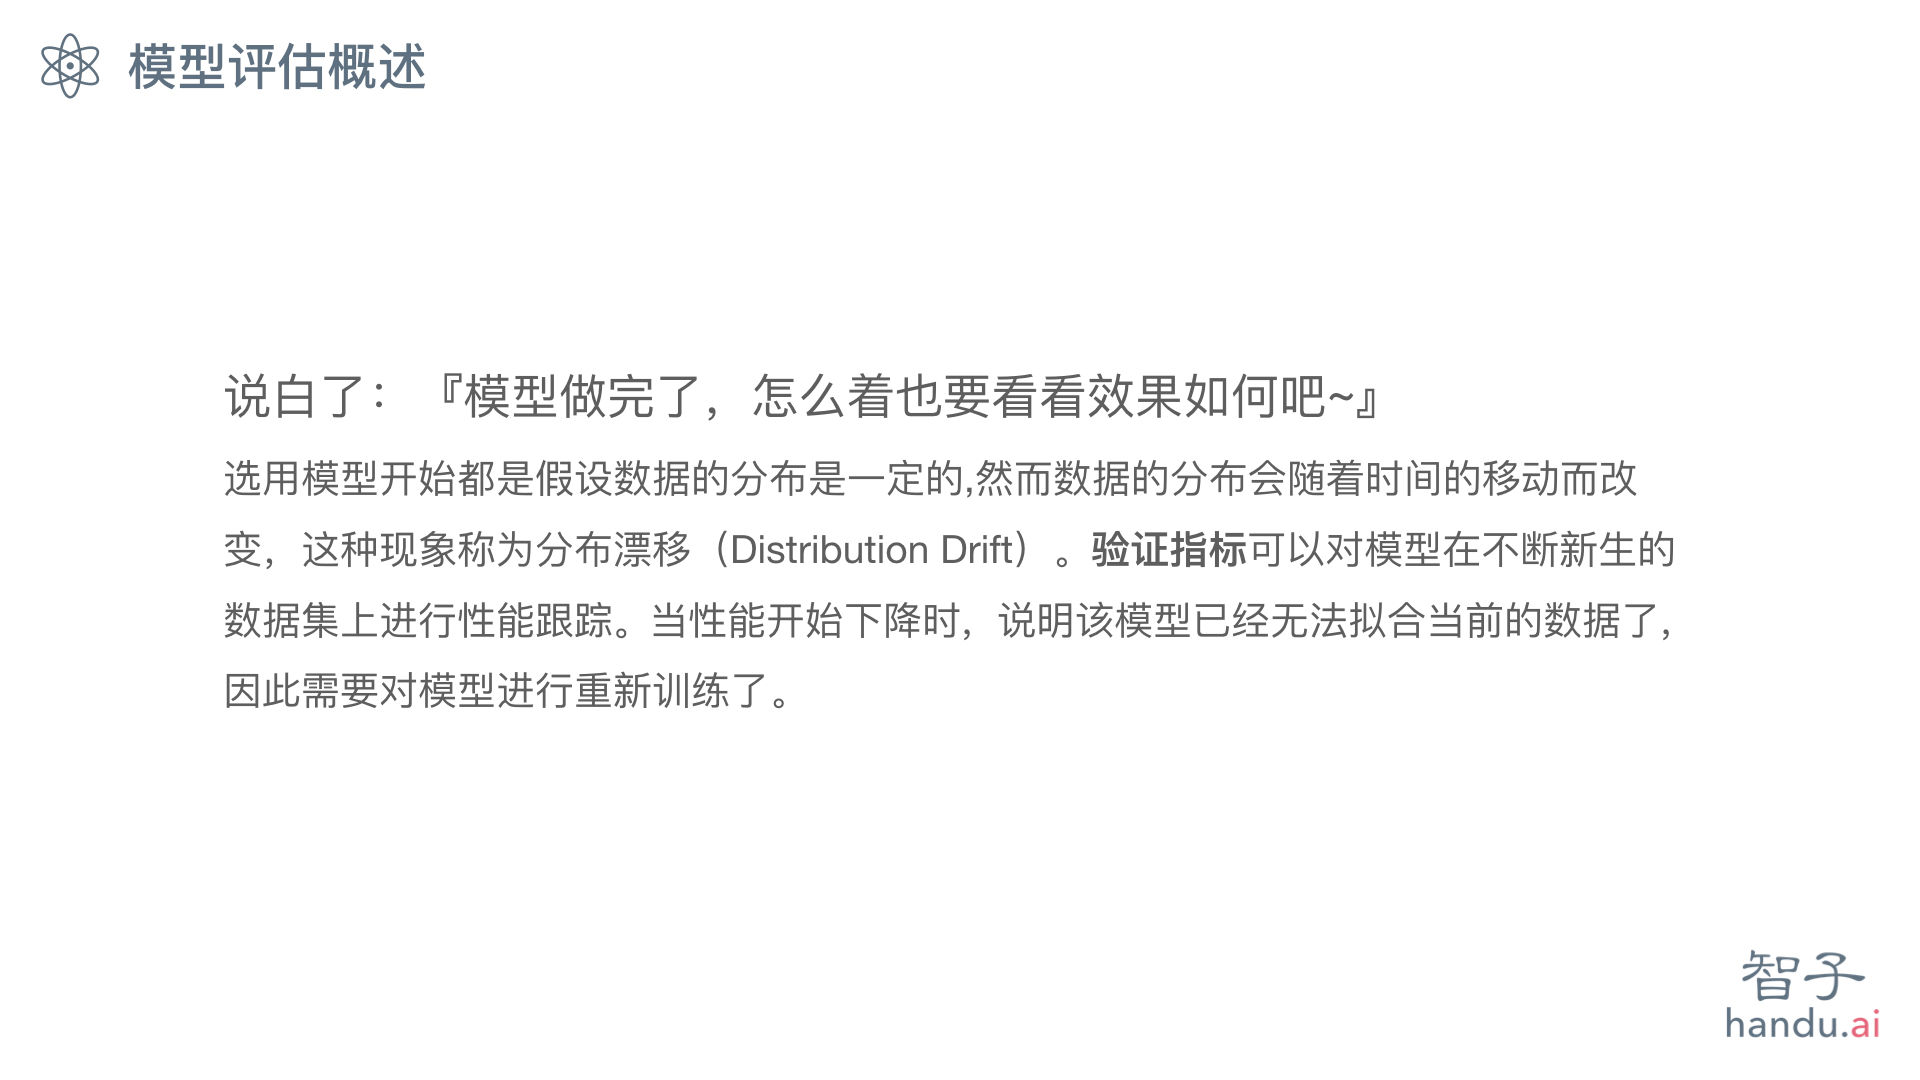 模型评估概述
说白了：『模型做完了，怎么着也要看看效果如何吧~』
选用模型开始都是假设数据的分布是一定的,然而数据的分布会随着时间的移动而改
变，这种现象称为分布漂移（Distribution Drift）。验证指标可以对模型在不断新生的
数据集上进行性能跟踪。当性能开始下降时，说明该模型已经无法拟合当前的数据了，
因此需要对模型进行重新训练了。
智子
handu.ai